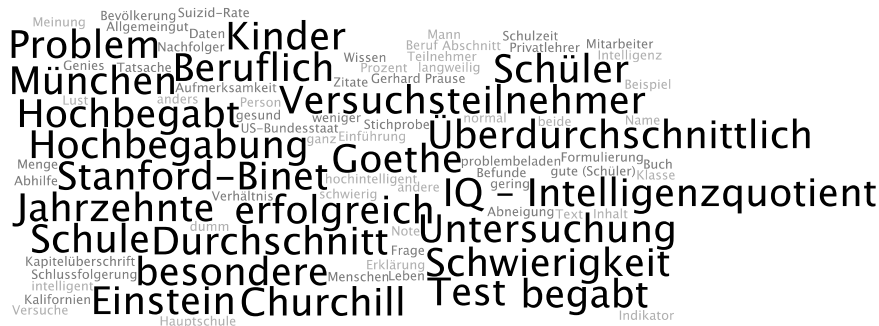 Meinung Bevölkerung Suizid-Rate
Allgemeingut Daten Kinder Mann Schulzeit
Problem Nachfolger Beruf Abschnitt Privatlehrer Mitarbeiter
Genies Tatsache Beruflich Wissen Teilnehmer Intelligenz
München Prozent langweilig Schüler
Aufmerksamkeit Zitate Gerhard Prause Beispiel
Lust anders Person Versuchsteilnehmer
Hochbegabt gesund weniger normal beide Name
US-Bundesstaat Stichprobe Überdurchschnittlich
Hochbegabung ganz Einführung
Menge Goethe problembeladen Formulierung Buch
Stanford-Binet Befunde gute (Schüler) Klasse
Abhilfe hochintelligent andere gering
Verhältnis schwierig IQ - Intelligenzquotient
Jahrzehnte erfolgreich Abneigung Text Inhalt
dumm Note Untersuchung
Schule Durchschnitt Frage
Kapitelüberschrift Erklärung Schwierigkeit
Schlussfolgerung besondere Menschen Leben
intelligent
Kalifornien Einstein Churchill Test begabt
Versuche
Hauptschule Indikator